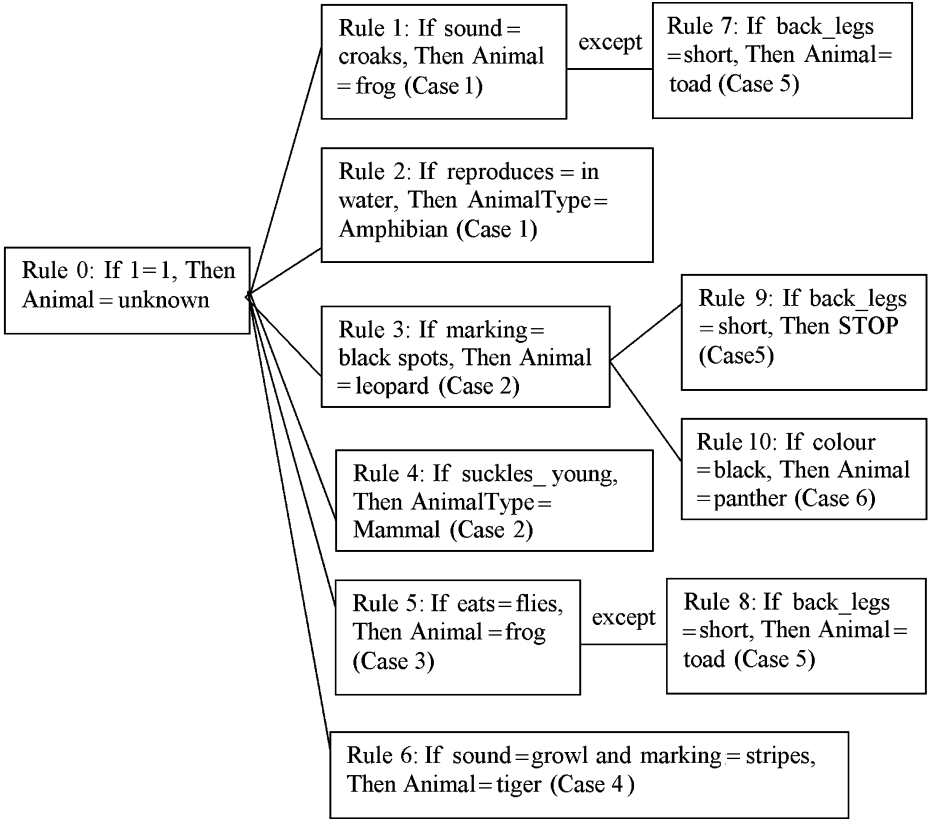 Rule 1: If sound =
croaks, Then Animal
= frog (Case 1)
except
Rule 7: If back_legs
=short, Then Animal=
toad (Case 5)
Rule 2: If reproduces = in
water, Then AnimalType=
Amphibian (Case 1)
Rule 0: If 1=1, Then
Animal = unknown
Rule 3: If marking=
black spots, Then Animal
=leopard (Case 2)
Rule 9: If back_legs
=short, Then STOP
(Case5)
Rule 10: If colour
=black, Then Animal
=panther (Case 6)
Rule 4: If suckles_ young,
Then AnimalType=
Mammal (Case 2)
Rule 5: If eats=flies,
Then Animal =frog
(Case 3)
except
Rule 8: If back_legs
=short, Then Animal=
toad (Case 5)
Rule 6: If sound=growl and marking = stripes,
Then Animal=tiger (Case 4)